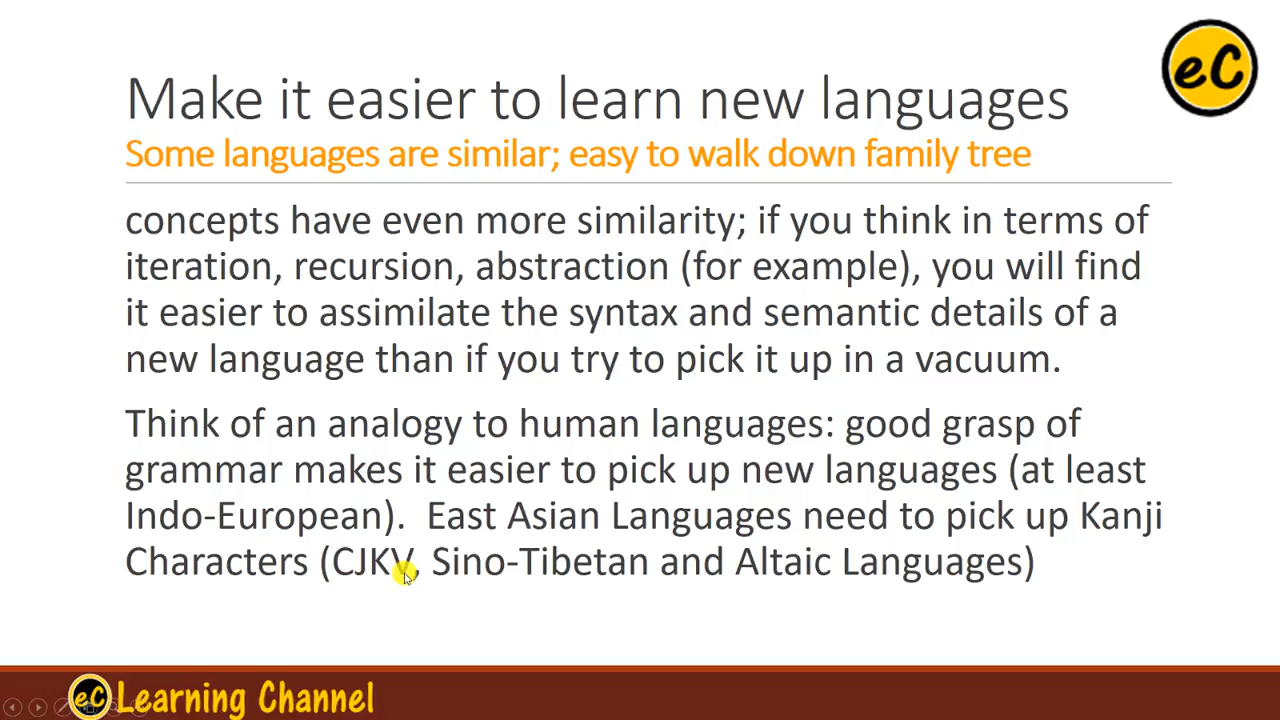 eC
Make it easier to learn new languages
Some languages are similar; easy to walk down family tree
concepts have even more similarity; if you think in terms of
iteration, recursion, abstraction (for example), you will find
it easier to assimilate the syntax and semantic details of a
new language than if you try to pick it up in a vacuum.
Think of an analogy to human languages: good grasp of
grammar makes it easier to pick up new languages (at least
Indo-European).  East Asian Languages need to pick up Kanji
Characters (CJKV, Sino-Tibetan and Altaic Languages)
eC Learning Channel